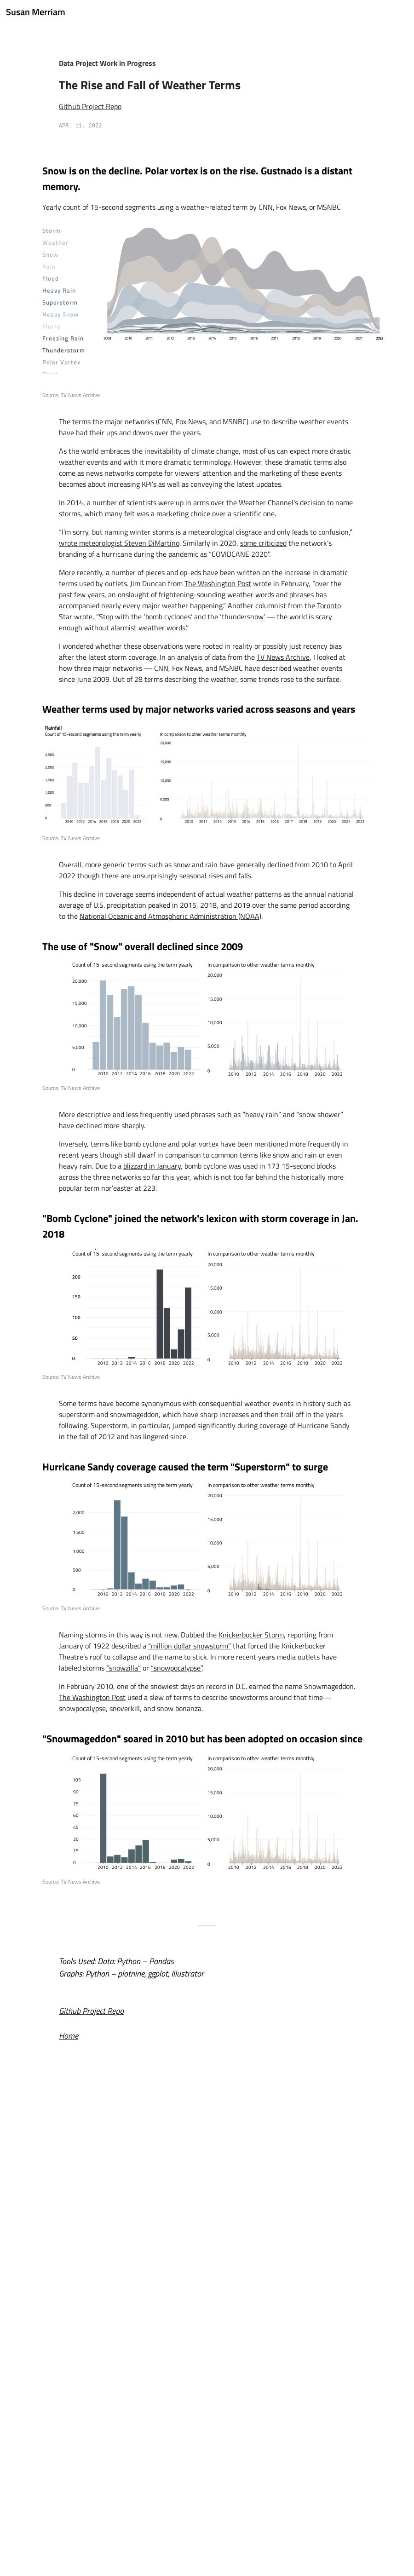 Susan Merriam
Data Project Work in Progress
The Rise and Fall of Weather Terms
Github Project Repo
APR. 11, 2022
Snow is on the decline. Polar vortex is on the rise. Gustnado is a distant
memory.
Yearly count of 15-second segments using a weather-related term by CNN, Fox News, or MSNBC
Storm
Weather
Snow
Rain
Flood
Heavy Rain
Superstorm
Heavy Snow
Flurry
Freezing Rain
Thunderstorm
Polar Vortex
2009 2010 2011 2012 2013 2014 2015 2016 2017 2018 2019 2020 2021 2022
Source: TV News Archive
The terms the major networks (CNN, Fox News, and MSNBC) use to describe weather events
have had their ups and downs over the years.
As the world embraces the inevitability of climate change, most of us can expect more drastic
weather events and with it more dramatic terminology. However, these dramatic terms also
come as news networks compete for viewers' attention and the marketing of these events
becomes about increasing KPI's as well as conveying the latest updates.
In 2014, a number of scientists were up in arms over the Weather Channel's decision to name
storms, which many felt was a marketing choice over a scientific one.
"I'm sorry, but naming winter storms is a meteorological disgrace and only leads to confusion,"
wrote meteorologist Steven DiMartino. Similarly in 2020, some criticized the network's
branding of a hurricane during the pandemic as "COVIDCANE 2020".
More recently, a number of pieces and op-eds have been written on the increase in dramatic
terms used by outlets. Jim Duncan from The Washington Post wrote in February, "over the
past few years, an onslaught of frightening-sounding weather words and phrases has
accompanied nearly every major weather happening." Another columnist from the Toronto
Star wrote, "Stop with the 'bomb cyclones' and the 'thundersnow' — the world is scary
enough without alarmist weather words."
I wondered whether these observations were rooted in reality or possibly just recency bias
after the latest storm coverage. In an analysis of data from the TV News Archive, I looked at
how three major networks — CNN, Fox News, and MSNBC have described weather events
since June 2009. Out of 28 terms describing the weather, some trends rose to the surface.
Weather terms used by major networks varied across seasons and years
Rainfall
Count of 15-second segments using the term yearly
In comparison to other weather terms monthly
2,500
2,000
1,500
1,000
500
0
2010 2012 2014 2016 2018 2020 2022
20,000
15,000
10,000
5,000
0
2010 2011 2012 2013 2014 2015 2016 2017 2018 2019 2020 2021 2022
Source: TV News Archive
Overall, more generic terms such as snow and rain have generally declined from 2010 to April
2022 though there are unsurprisingly seasonal rises and falls.
This decline in coverage seems independent of actual weather patterns as the annual national
average of U.S. precipitation peaked in 2015, 2018, and 2019 over the same period according
to the National Oceanic and Atmospheric Administration (NOAA).
The use of "Snow" overall declined since 2009
Count of 15-second segments using the term yearly
In comparison to other weather terms monthly
20,000
15,000
10,000
5,000
0
2010 2012 2014 2016 2018 2020 2022
20,000
15,000
10,000
5,000
0
2010 2012 2014 2016 2018 2020 2022
Source: TV News Archive
More descriptive and less frequently used phrases such as "heavy rain" and "snow shower"
have declined more sharply.
Inversely, terms like bomb cyclone and polar vortex have been mentioned more frequently in
recent years though still dwarf in comparison to common terms like snow and rain or even
heavy rain. Due to a blizzard in January, bomb cyclone was used in 173 15-second blocks
across the three networks so far this year, which is not too far behind the historically more
popular term nor'easter at 223.
"Bomb Cyclone" joined the network's lexicon with storm coverage in Jan.
2018
Count of 15-second segments using the term yearly
In comparison to other weather terms monthly
200
150
100
50
0
2010 2012 2014 2016 2018 2020 2022
20,000
15,000
10,000
5,000
0
2010 2012 2014 2016 2018 2020 2022
Source: TV News Archive
Some terms have become synonymous with consequential weather events in history such as
superstorm and snowmageddon, which have sharp increases and then trail off in the years
following. Superstorm, in particular, jumped significantly during coverage of Hurricane Sandy
in the fall of 2012 and has lingered since.
Hurricane Sandy coverage caused the term "Superstorm" to surge
Count of 15-second segments using the term yearly
In comparison to other weather terms monthly
2,000
1,500
1,000
500
0
2010 2012 2014 2016 2018 2020 2022
20,000
15,000
10,000
5,000
0
2010 2012 2014 2016 2018 2020 2022
Source: TV News Archive
Naming storms in this way is not new. Dubbed the Knickerbocker Storm, reporting from
January of 1922 described a "million dollar snowstorm" that forced the Knickerbocker
Theatre's roof to collapse and the name to stick. In more recent years media outlets have
labeled storms "snowzilla" or "snowpocalypse".
In February 2010, one of the snowiest days on record in D.C. earned the name Snowmageddon.
The Washington Post used a slew of terms to describe snowstorms around that time—
snowpocalypse, snoverkill, and snow bonanza.
"Snowmageddon" soared in 2010 but has been adopted on occasion since
Count of 15-second segments using the term yearly
In comparison to other weather terms monthly
105
90
75
60
45
30
15
0
2010 2012 2014 2016 2018 2020 2022
20,000
15,000
10,000
5,000
0
2010 2012 2014 2016 2018 2020 2022
Source: TV News Archive
Tools Used: Data: Python – Pandas
Graphs: Python – plotnine, ggplot, Illustrator
Github Project Repo
Home